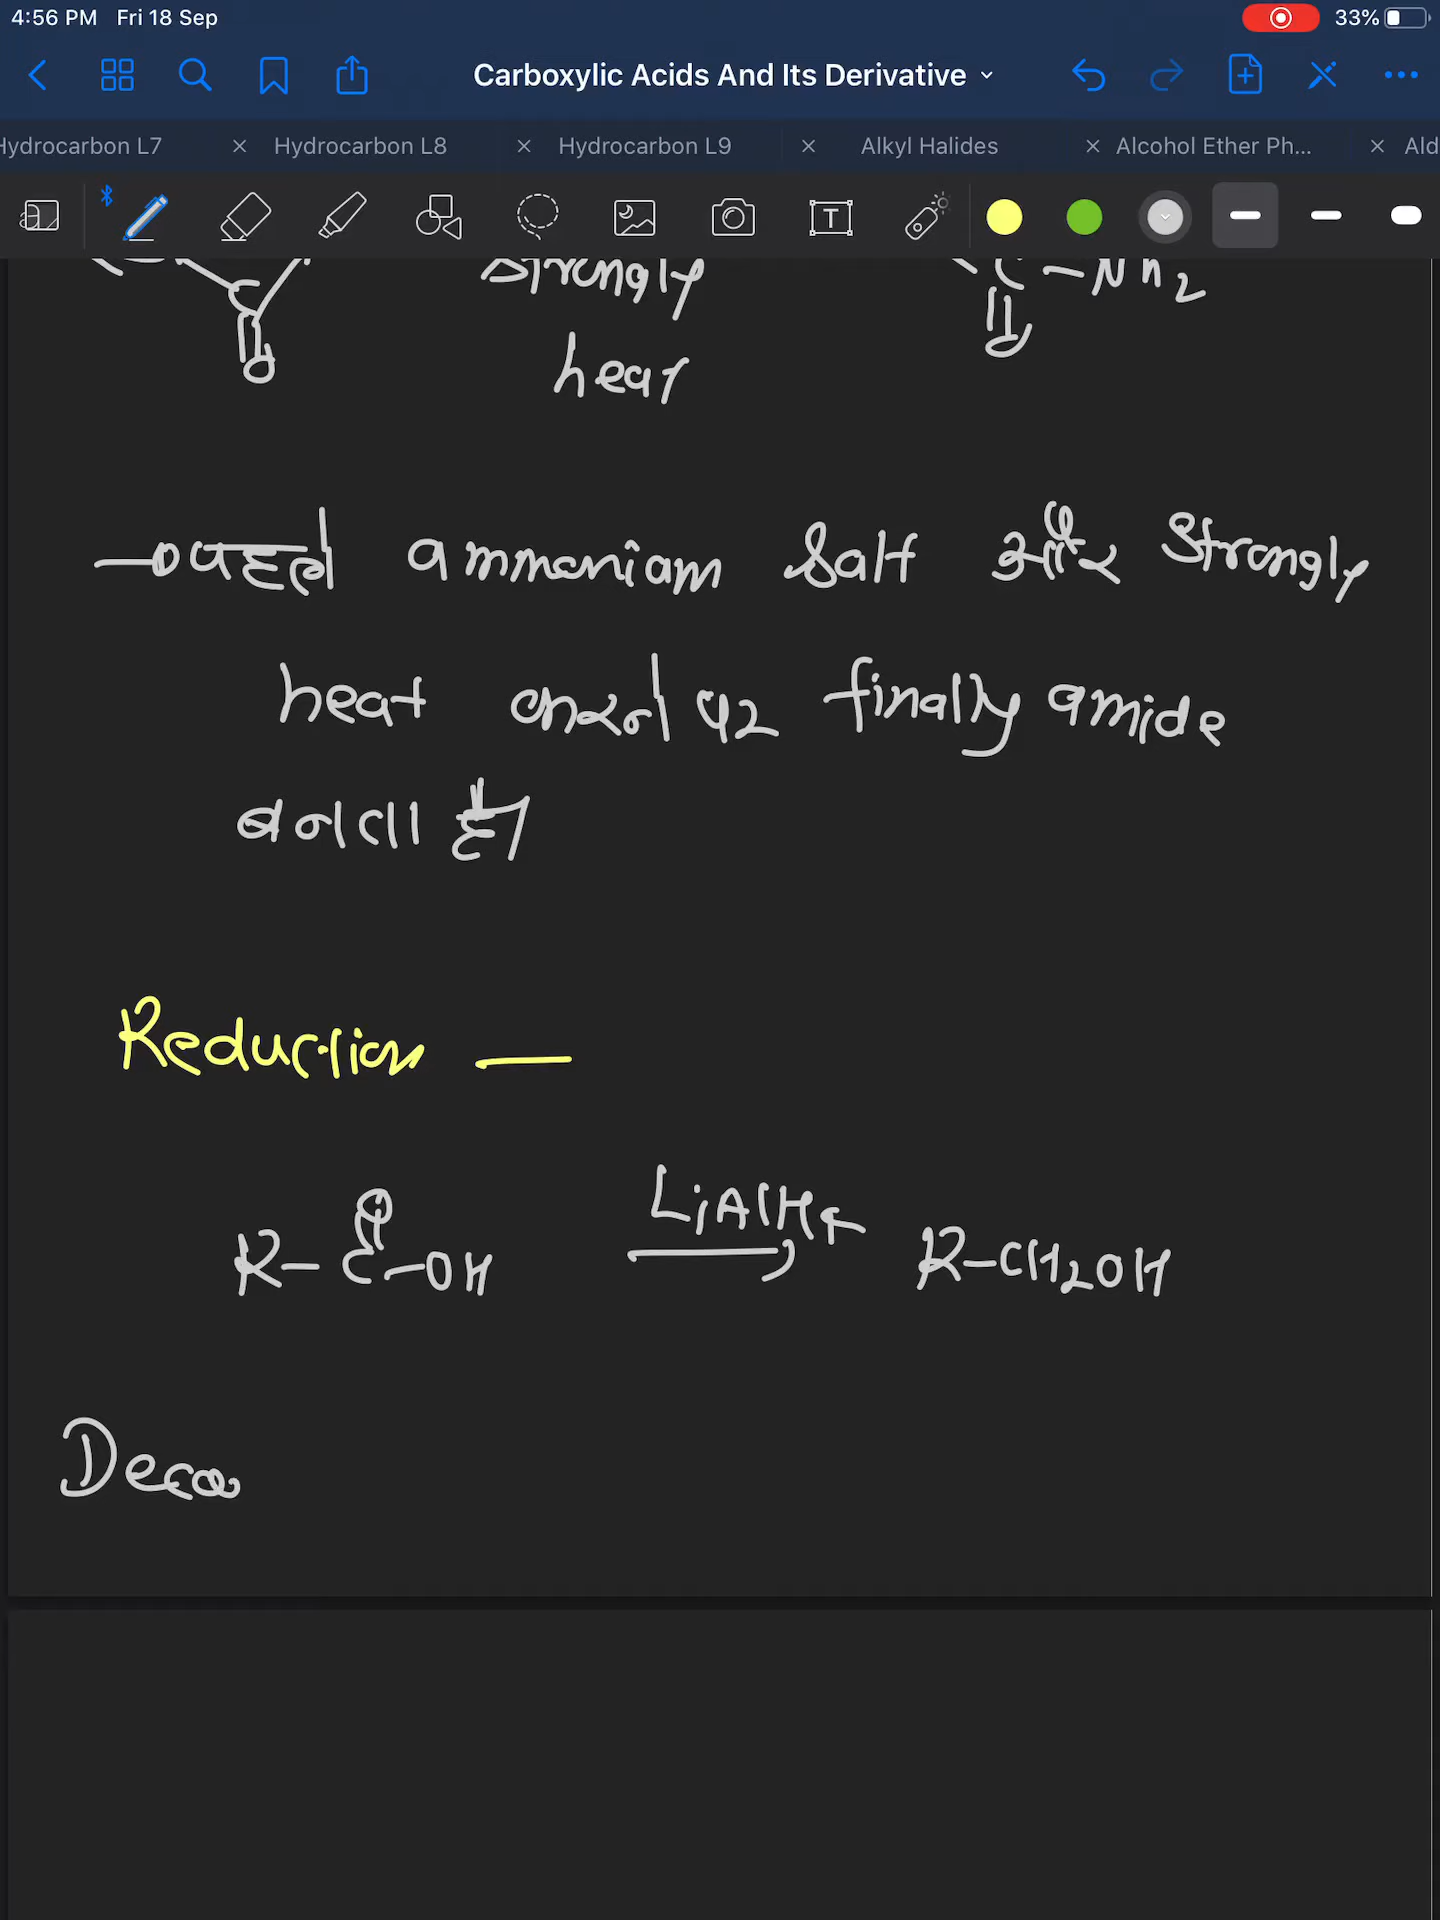 4:56 PM Fri 18 Sep 33%
Carboxylic Acids And Its Derivative
Hydrocarbon L7 × Hydrocarbon L8 × Hydrocarbon L9 × Alkyl Halides × Alcohol Ether Ph... × Ald
T
strongly C-NH2
O heat O
पहले ammonium Salt और Strongly
heat करने पर finally amide
बनता है।
Reduction —
O LiAlH4
R-C-OH → R-CH2OH
Deca